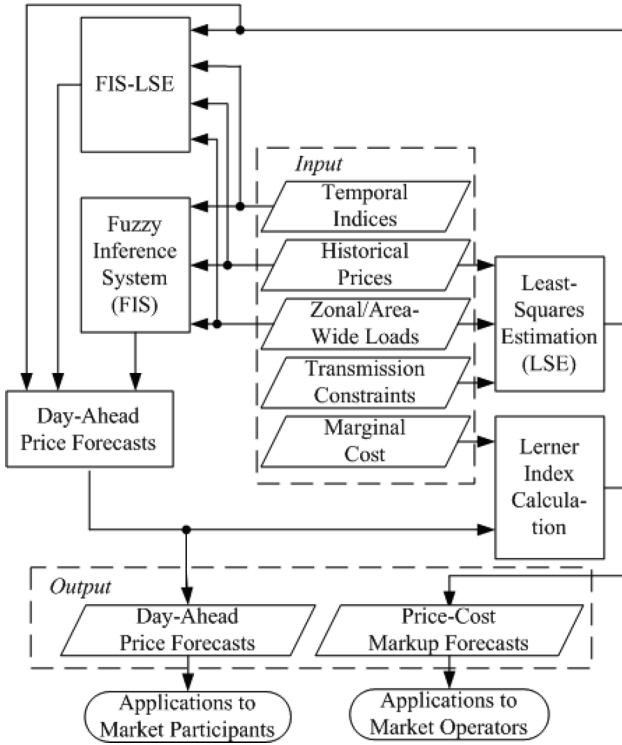 FIS-LSE
Input
Temporal
Indices
Fuzzy
Inference
System
(FIS)
Historical
Prices
Zonal/Area-
Wide Loads
Least-
Squares
Estimation
(LSE)
Transmission
Constraints
Day-Ahead
Price Forecasts
Marginal
Cost
Lerner
Index
Calcula-
tion
Output
Day-Ahead
Price Forecasts
Price-Cost
Markup Forecasts
Applications to
Market Participants
Applications to
Market Operators